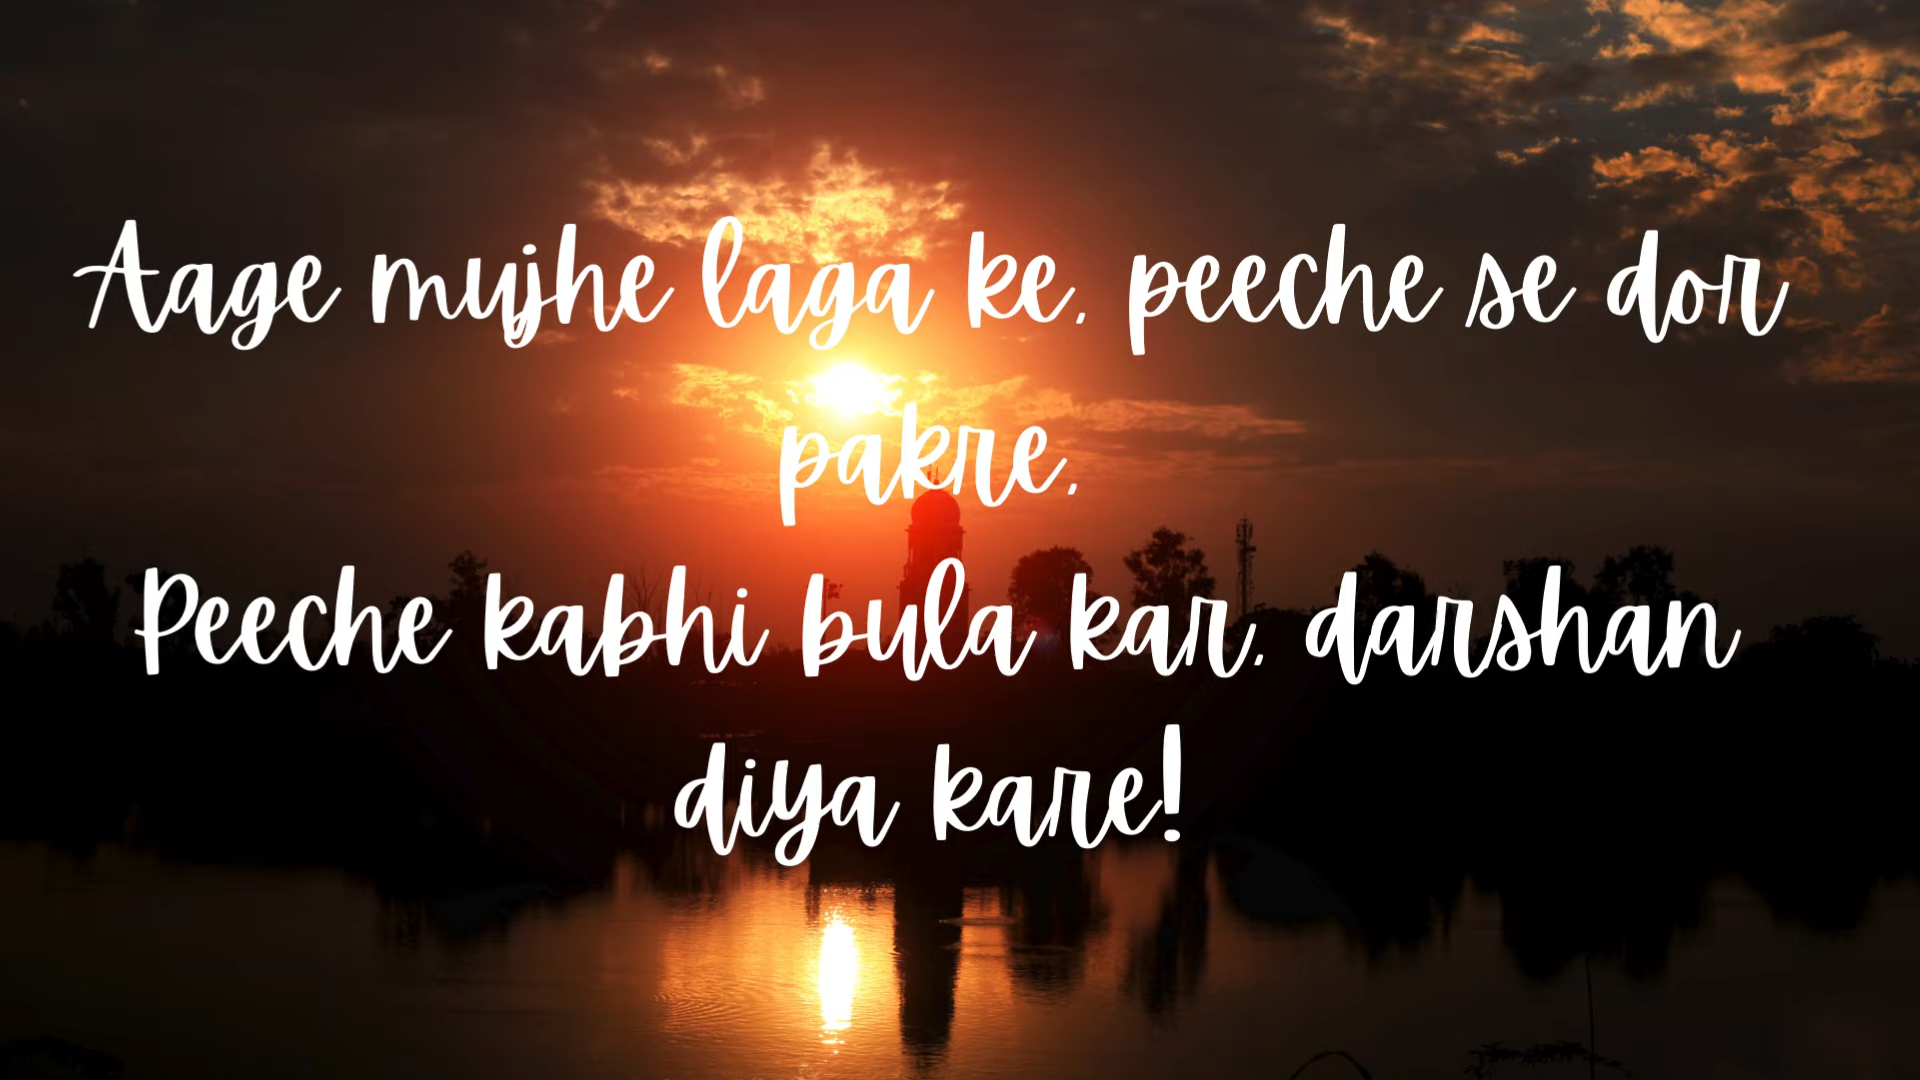 Aage mujhe laga ke, peeche se dor
pakre,
Peeche kabhi bula kar, darshan
diya kare!